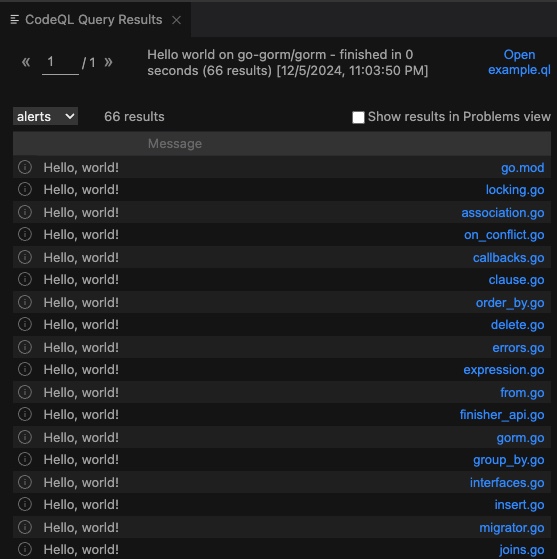 CodeQL Query Results
« 1 / 1 »
Hello world on go-gorm/gorm - finished in 0
seconds (66 results) [12/5/2024, 11:03:50 PM]
Open
example.ql
alerts
66 results
Show results in Problems view
Message
Hello, world! go.mod
Hello, world! locking.go
Hello, world! association.go
Hello, world! on_conflict.go
Hello, world! callbacks.go
Hello, world! clause.go
Hello, world! order_by.go
Hello, world! delete.go
Hello, world! errors.go
Hello, world! expression.go
Hello, world! from.go
Hello, world! finisher_api.go
Hello, world! gorm.go
Hello, world! group_by.go
Hello, world! interfaces.go
Hello, world! insert.go
Hello, world! migrator.go
Hello, world! joins.go